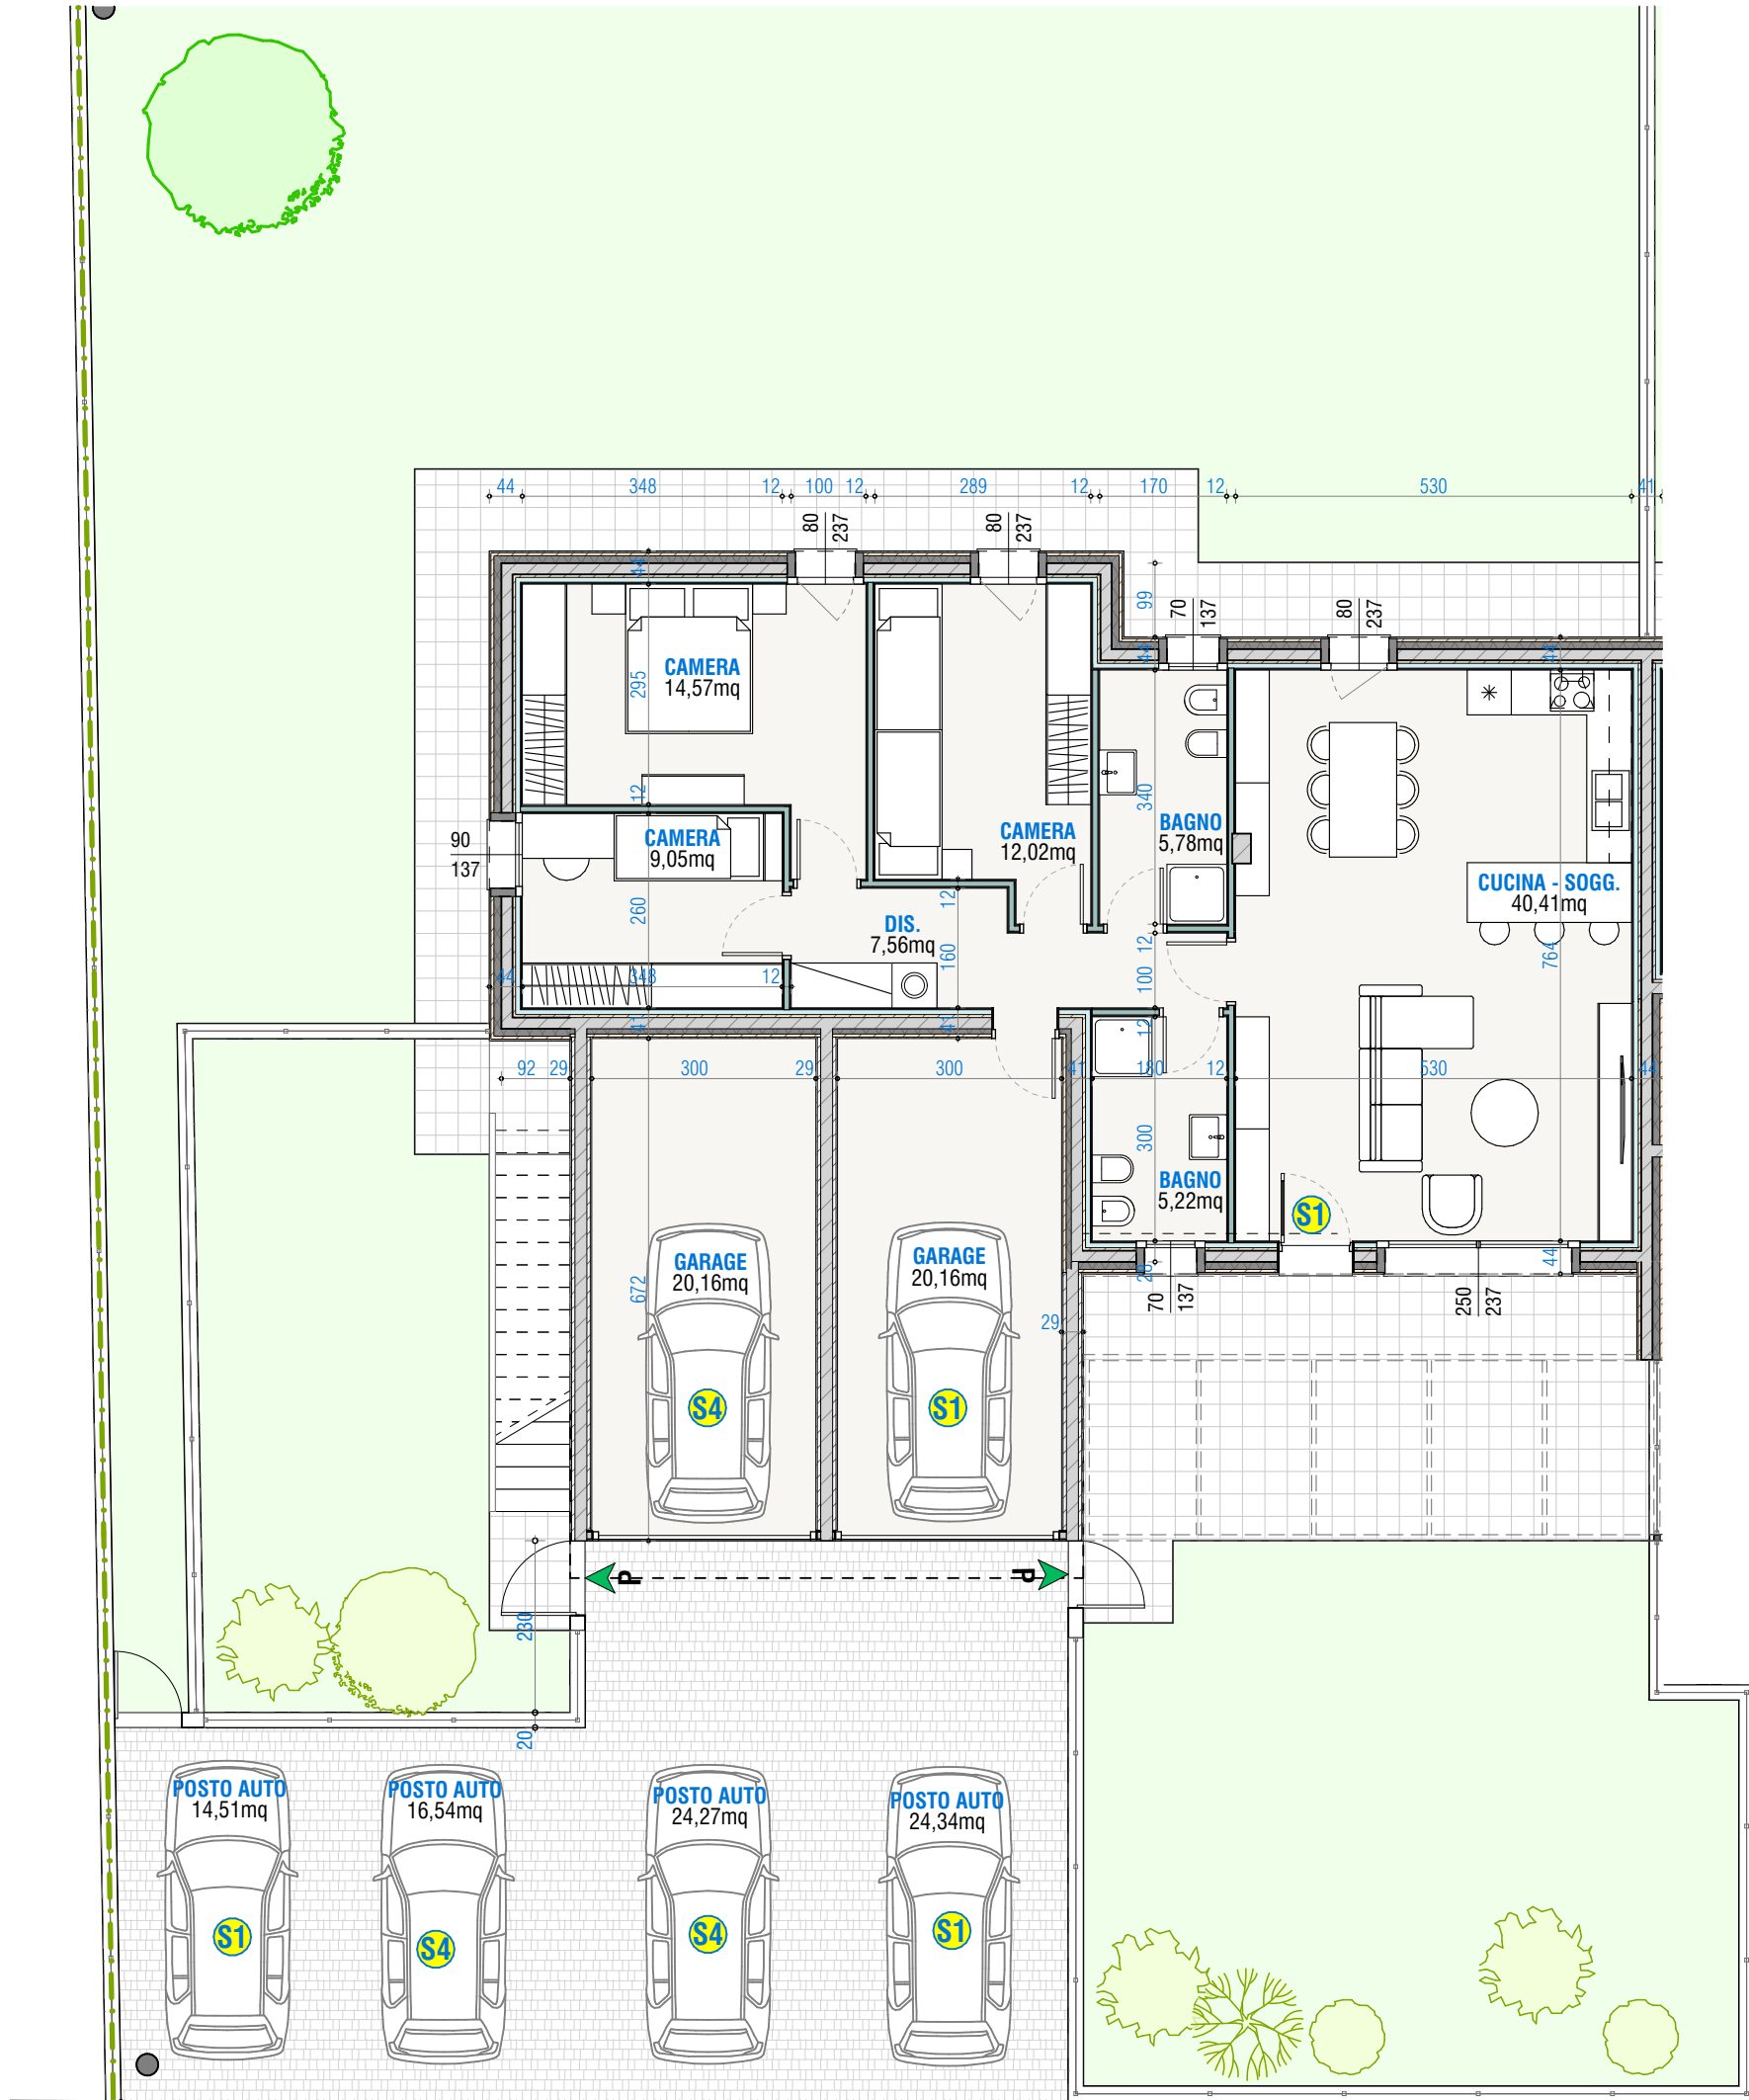 44 348 12 100 12 289 12 170 12 530 41
80 237
80 237
44
99
70 137
80 237
44
44
CAMERA
14,57mq
295
12
340
90
137
CAMERA
9,05mq
CAMERA
12,02mq
BAGNO
5,78mq
CUCINA - SOGG.
40,41mq
260
12
DIS.
7,56mq
160
12
100
764
44 348 12
41
41
12
92 29 300 29 300 41 180 12 530 44
300
BAGNO
5,22mq
S1
GARAGE
20,16mq
GARAGE
20,16mq
672
44
70 137
250 237
29
S4
S1
P
P
230
20
POSTO AUTO
14,51mq
POSTO AUTO
16,54mq
POSTO AUTO
24,27mq
POSTO AUTO
24,34mq
S1
S4
S4
S1